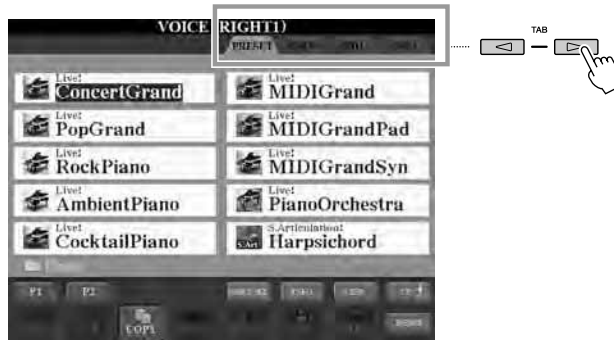 VOICE (RIGHT1)
PRESET
TAB
Live!
ConcertGrand
Live!
MIDIGrand
Live!
PopGrand
Live!
MIDIGrandPad
Live!
RockPiano
Live!
MIDIGrandSyn
Live!
AmbientPiano
Live!
PianoOrchestra
Live!
CocktailPiano
S.Articulation!
S.Art
Harpsichord
P1 P2
COPY